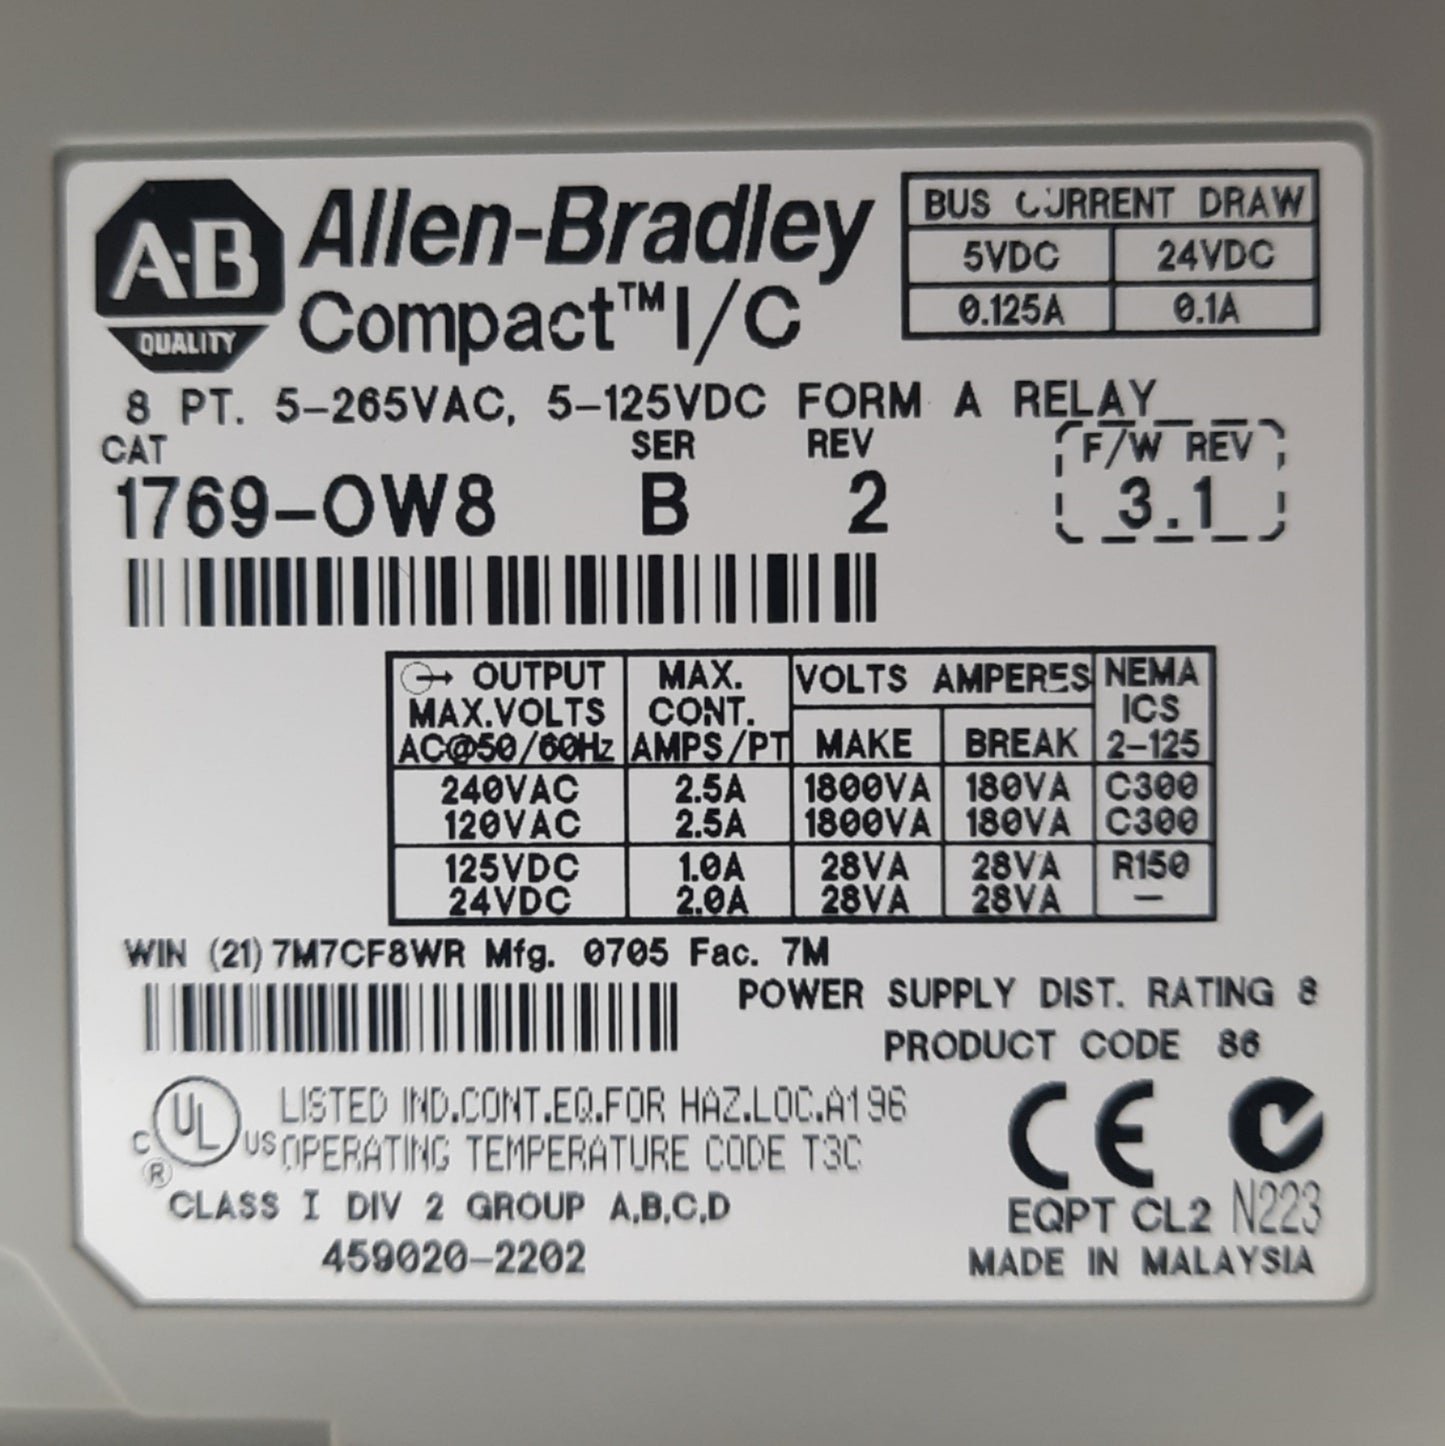 A-B
QUALITY
Allen-Bradley
Compact™ I/O
BUS CURRENT DRAW
5VDC 24VDC
0.125A 0.1A
8 PT. 5-265VAC, 5-125VDC FORM A RELAY
CAT SER REV F/W REV
1769-OW8 B 2 3.1
OUTPUT MAX. VOLTS AMPERES NEMA
MAX.VOLTS CONT. ICS
AC@50/60Hz AMPS/PT MAKE BREAK 2-125
240VAC 2.5A 1800VA 180VA C300
120VAC 2.5A 1800VA 180VA C300
125VDC 1.0A 28VA 28VA R150
24VDC 2.0A 28VA 28VA —
WIN (21) 7M7CF8WR Mfg. 0705 Fac. 7M
POWER SUPPLY DIST. RATING 8
PRODUCT CODE 86
C UL US ®
LISTED IND.CONT.EQ.FOR HAZ.LOC.A196
OPERATING TEMPERATURE CODE T3C
CLASS I DIV 2 GROUP A,B,C,D
459020-2202
CE
EQPT CL2 N223
MADE IN MALAYSIA